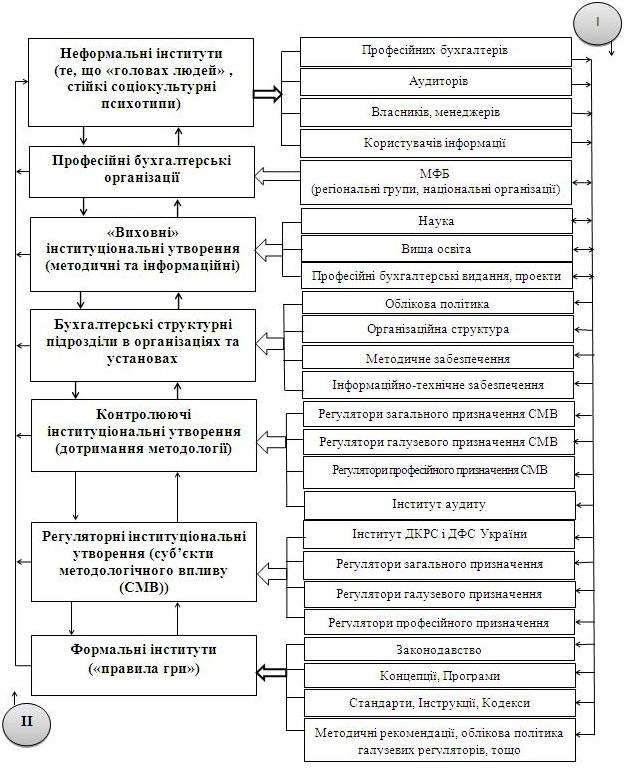 I
Неформальні інститути
(те, що «головах людей» ,
стійкі соціокультурні
психотипи)
Професійних бухгалтерів
Аудиторів
Власників, менеджерів
Користувачів інформації
Професійні бухгалтерські
організації
МФБ
(регіональні групи, національні організації)
«Виховні»
інституціональні утворення
(методичні та інформаційні)
Наука
Вища освіта
Професійні бухгалтерські видання, проекти
Бухгалтерські структурні
підрозділи в організаціях та
установах
Облікова політика
Організаційна структура
Методичне забезпечення
Інформаційно-технічне забезпечення
Контролюючі
інституціональні утворення
(дотримання методології)
Регулятори загального призначення СМВ
Регулятори галузевого призначення СМВ
Регулятори професійного призначення СМВ
Інститут аудиту
Регуляторні інституціональні
утворення (суб’єкти
методологічного впливу
(СМВ))
Інститут ДКРС і ДФС України
Регулятори загального призначення
Регулятори галузевого призначення
Регулятори професійного призначення
Формальні інститути
(«правила гри»)
Законодавство
Концепції, Програми
Стандарти, Інструкції, Кодекси
Методичні рекомендації, облікова політика
галузевих регуляторів, тощо
II